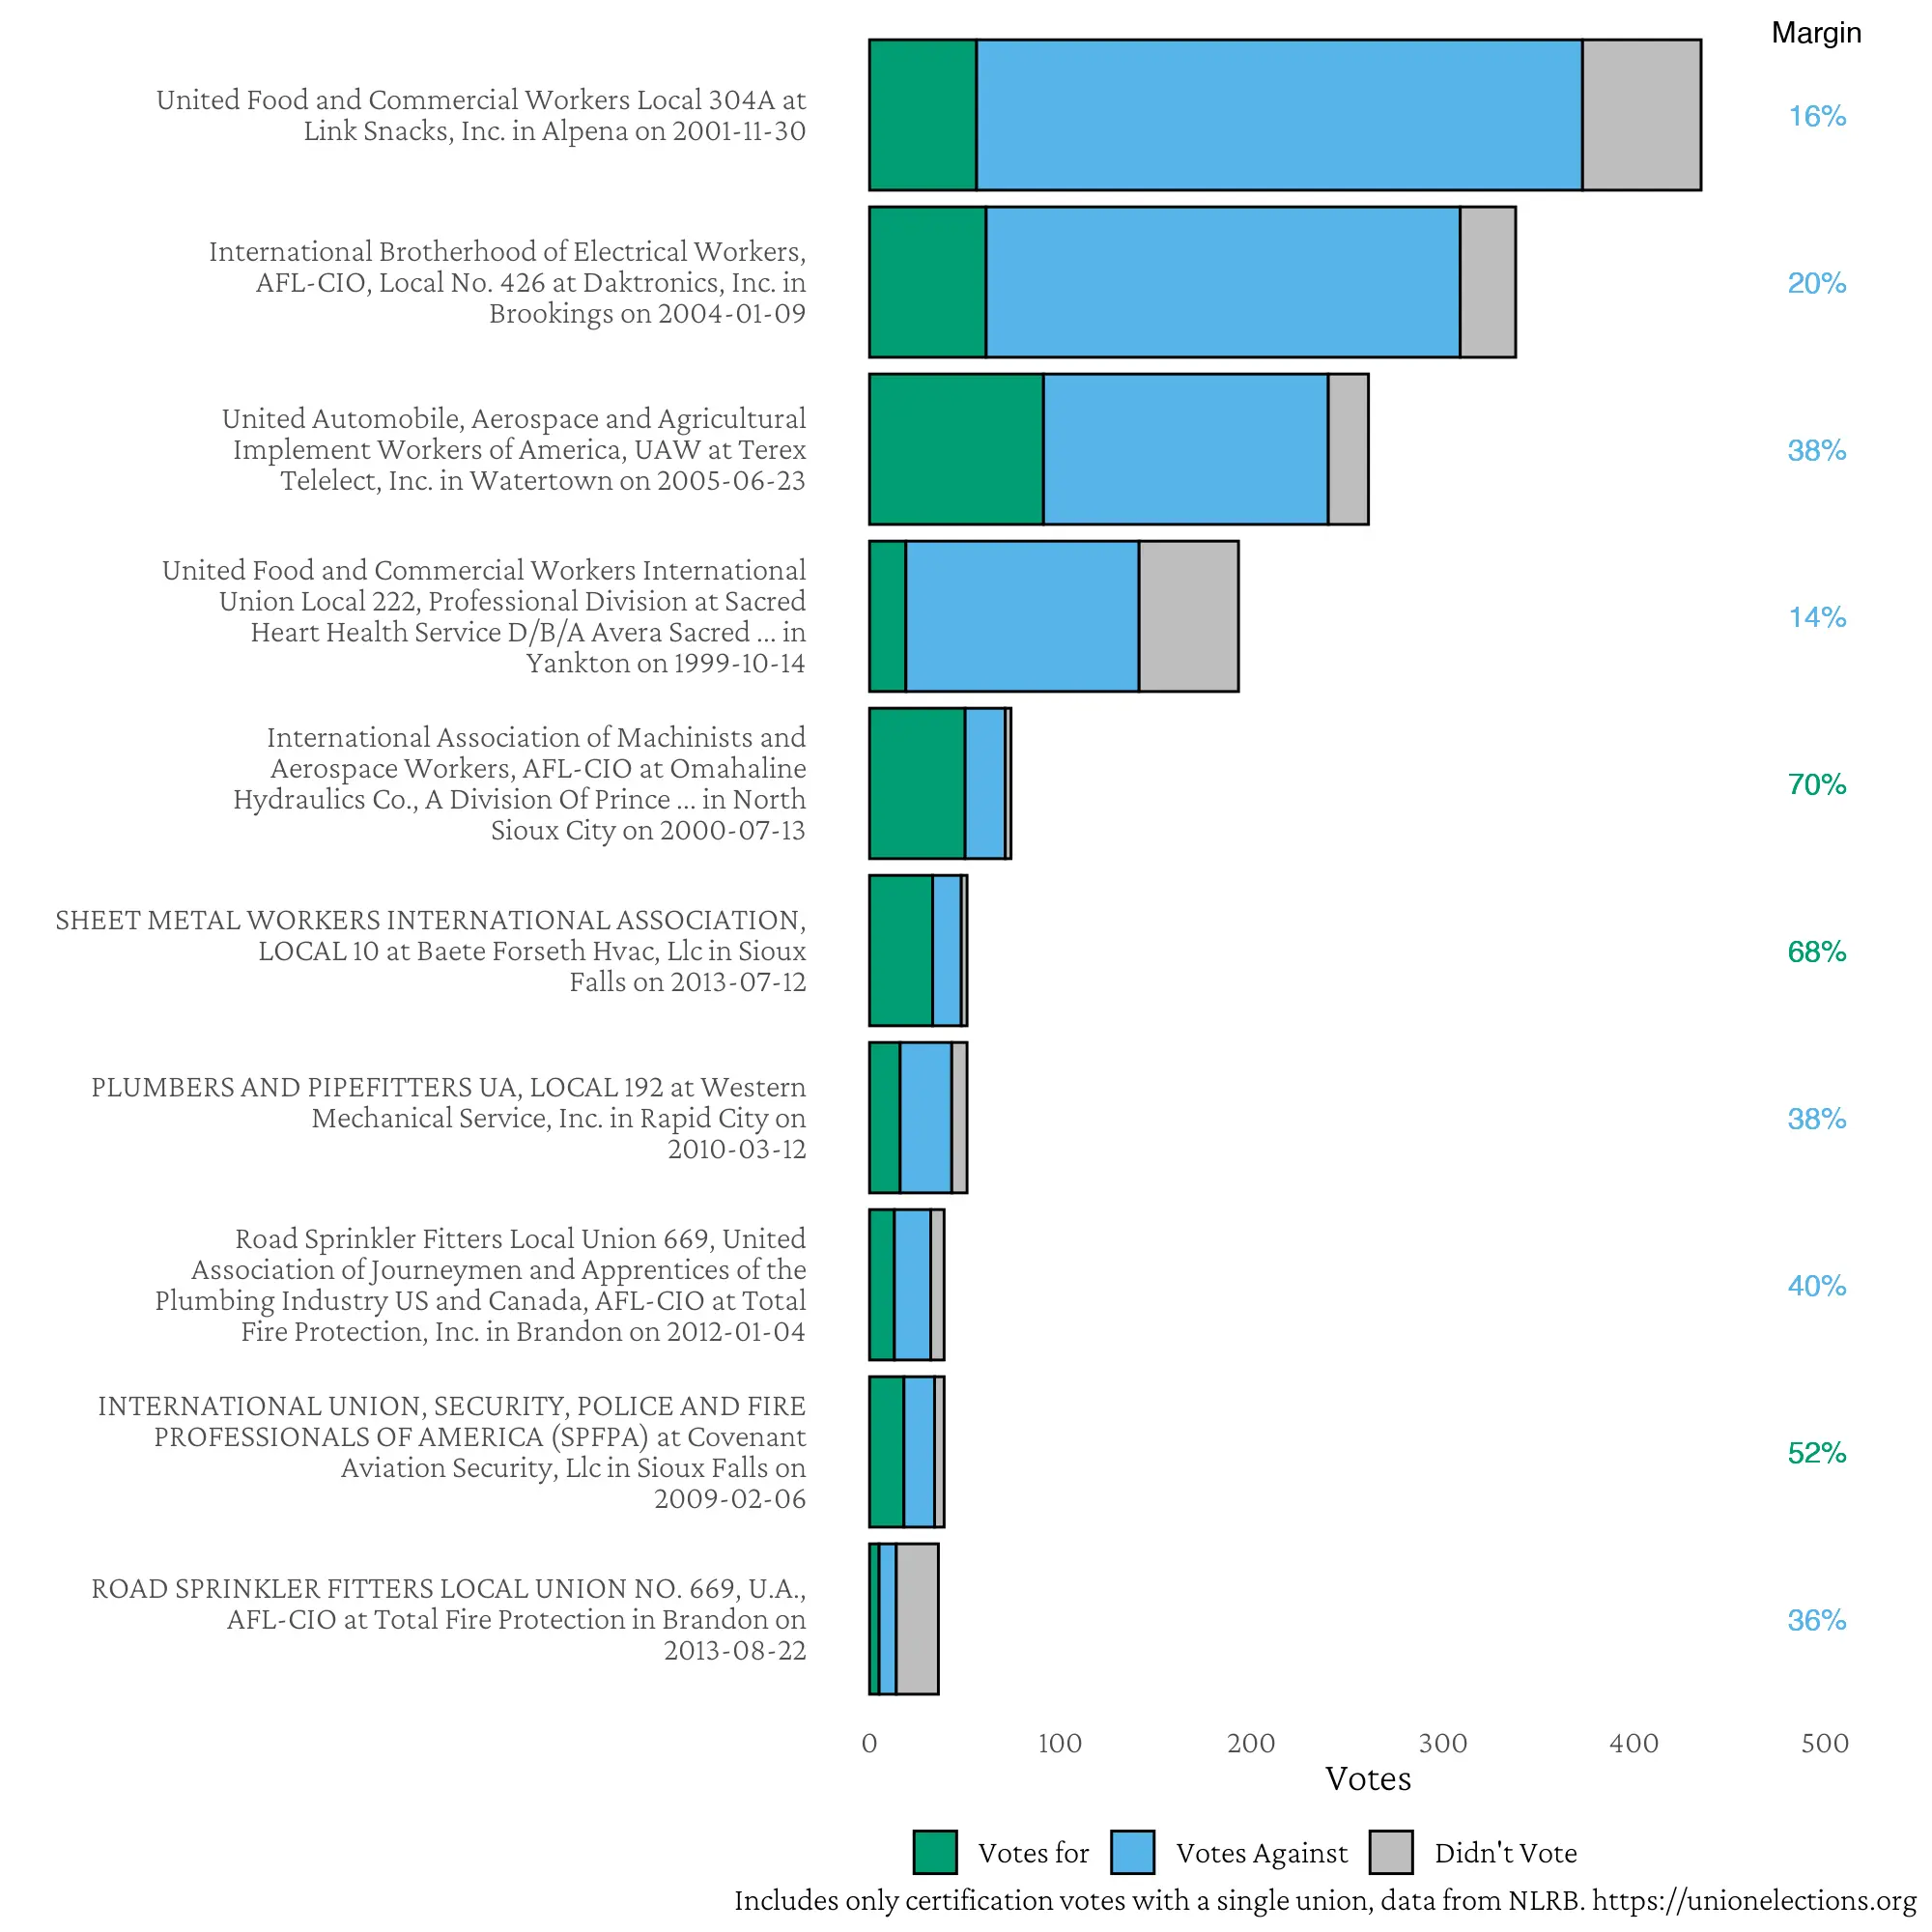 Margin
United Food and Commercial Workers Local 304A at
Link Snacks, Inc. in Alpena on 2001-11-30
16%
International Brotherhood of Electrical Workers,
AFL-CIO, Local No. 426 at Daktronics, Inc. in
Brookings on 2004-01-09
20%
United Automobile, Aerospace and Agricultural
Implement Workers of America, UAW at Terex
Telelect, Inc. in Watertown on 2005-06-23
38%
United Food and Commercial Workers International
Union Local 222, Professional Division at Sacred
Heart Health Service D/B/A Avera Sacred ... in
Yankton on 1999-10-14
14%
International Association of Machinists and
Aerospace Workers, AFL-CIO at Omahaline
Hydraulics Co., A Division Of Prince ... in North
Sioux City on 2000-07-13
70%
SHEET METAL WORKERS INTERNATIONAL ASSOCIATION,
LOCAL 10 at Baete Forseth Hvac, Llc in Sioux
Falls on 2013-07-12
68%
PLUMBERS AND PIPEFITTERS UA, LOCAL 192 at Western
Mechanical Service, Inc. in Rapid City on
2010-03-12
38%
Road Sprinkler Fitters Local Union 669, United
Association of Journeymen and Apprentices of the
Plumbing Industry US and Canada, AFL-CIO at Total
Fire Protection, Inc. in Brandon on 2012-01-04
40%
INTERNATIONAL UNION, SECURITY, POLICE AND FIRE
PROFESSIONALS OF AMERICA (SPFPA) at Covenant
Aviation Security, Llc in Sioux Falls on
2009-02-06
52%
ROAD SPRINKLER FITTERS LOCAL UNION NO. 669, U.A.,
AFL-CIO at Total Fire Protection in Brandon on
2013-08-22
36%
0 100 200 300 400 500
Votes
Votes for Votes Against Didn't Vote
Includes only certification votes with a single union, data from NLRB. https://unionelections.org